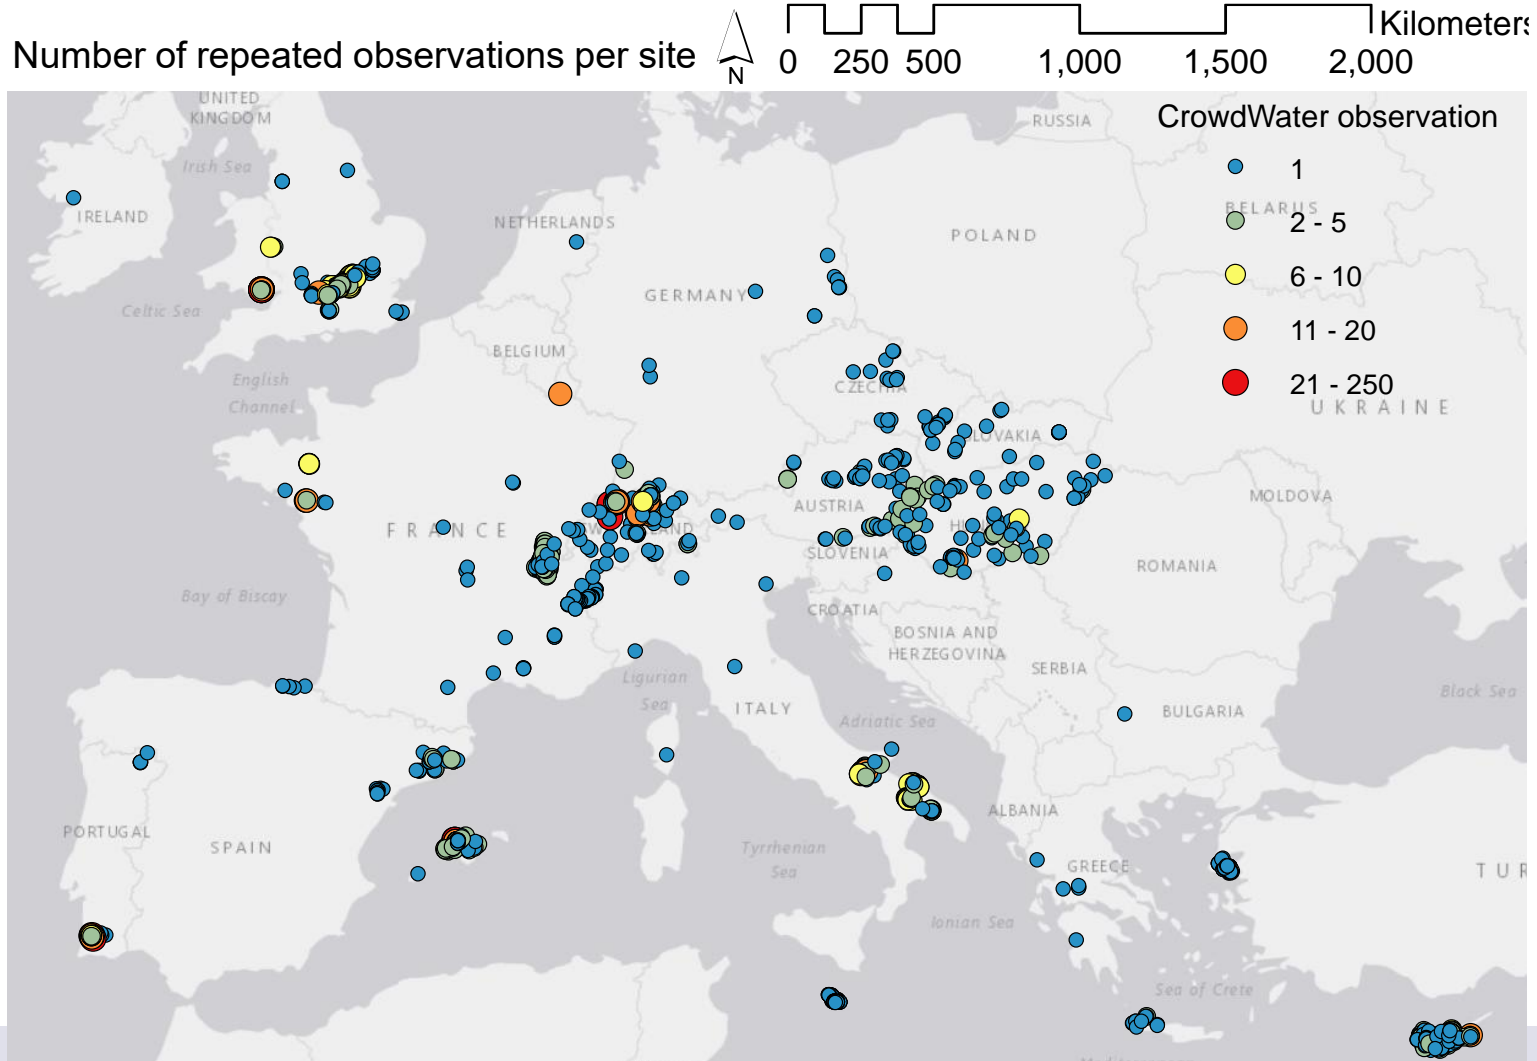 Number of repeated observations per site
N
Kilometers
0 250 500 1,000 1,500 2,000
CrowdWater observation
1
2 - 5
6 - 10
11 - 20
21 - 250
UNITED
KINGDOM
RUSSIA
Irish Sea
IRELAND
NETHERLANDS
BELARUS
POLAND
GERMANY
Celtic Sea
BELGIUM
English
Channel
CZECHIA
UKRAINE
SLOVAKIA
AUSTRIA
MOLDOVA
FRANCE
SLOVENIA
ROMANIA
Bay of Biscay
CROATIA
BOSNIA AND
HERZEGOVINA
SERBIA
Ligurian
Sea
ITALY
Adriatic Sea
BULGARIA
Black Sea
PORTUGAL
SPAIN
ALBANIA
Tyrrhenian
Sea
GREECE
TUR
Ionian Sea
Sea of Crete